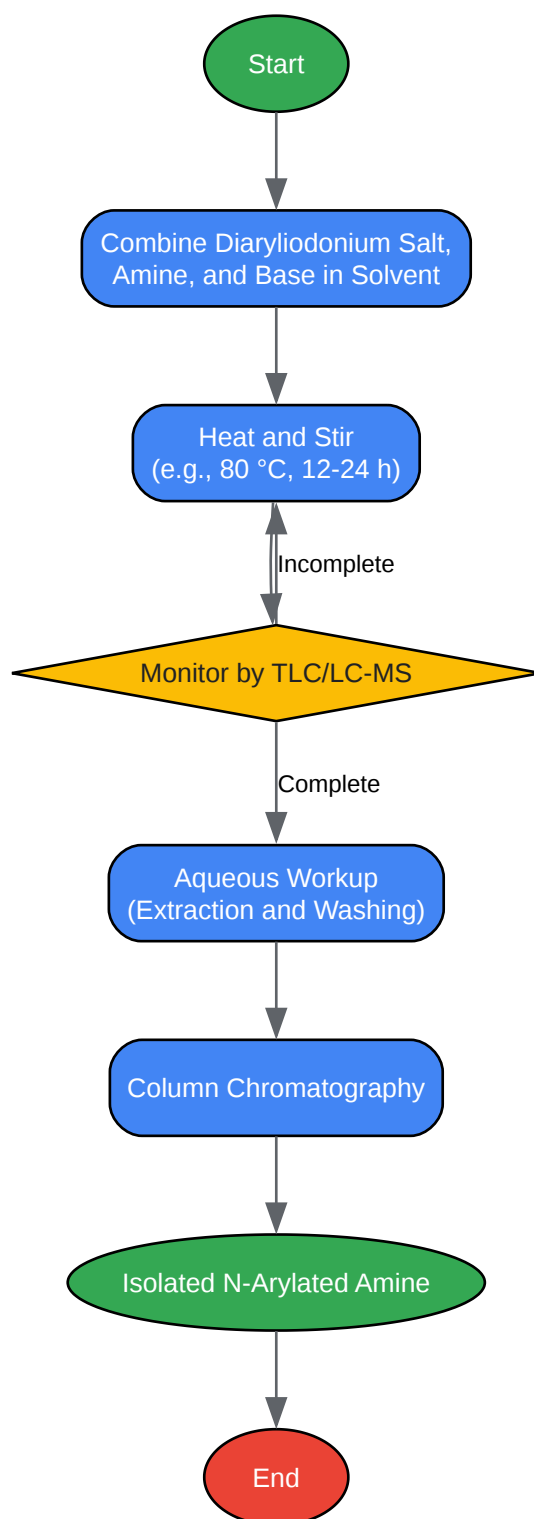 Start
Combine Diaryliodonium Salt,
Amine, and Base in Solvent
Heat and Stir
(e.g., 80 °C, 12-24 h)
Incomplete
Monitor by TLC/LC-MS
Complete
Aqueous Workup
(Extraction and Washing)
Column Chromatography
Isolated N-Arylated Amine
End